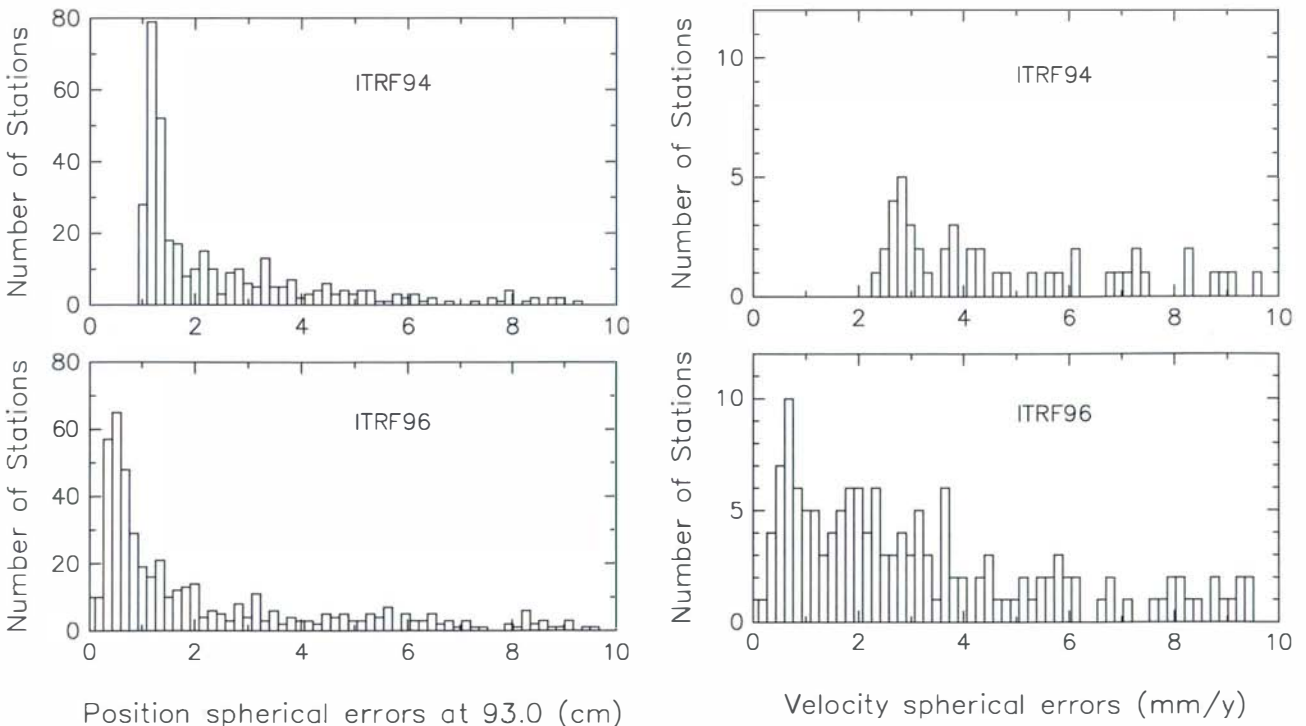 Number of Stations
80
60
40
20
0
ITRF94
0 2 4 6 8 10
Number of Stations
10
5
0
ITRF94
0 2 4 6 8 10
Number of Stations
80
60
40
20
0
ITRF96
0 2 4 6 8 10
Position spherical errors at 93.0 (cm)
Number of Stations
10
5
0
ITRF96
0 2 4 6 8 10
Velocity spherical errors (mm/y)